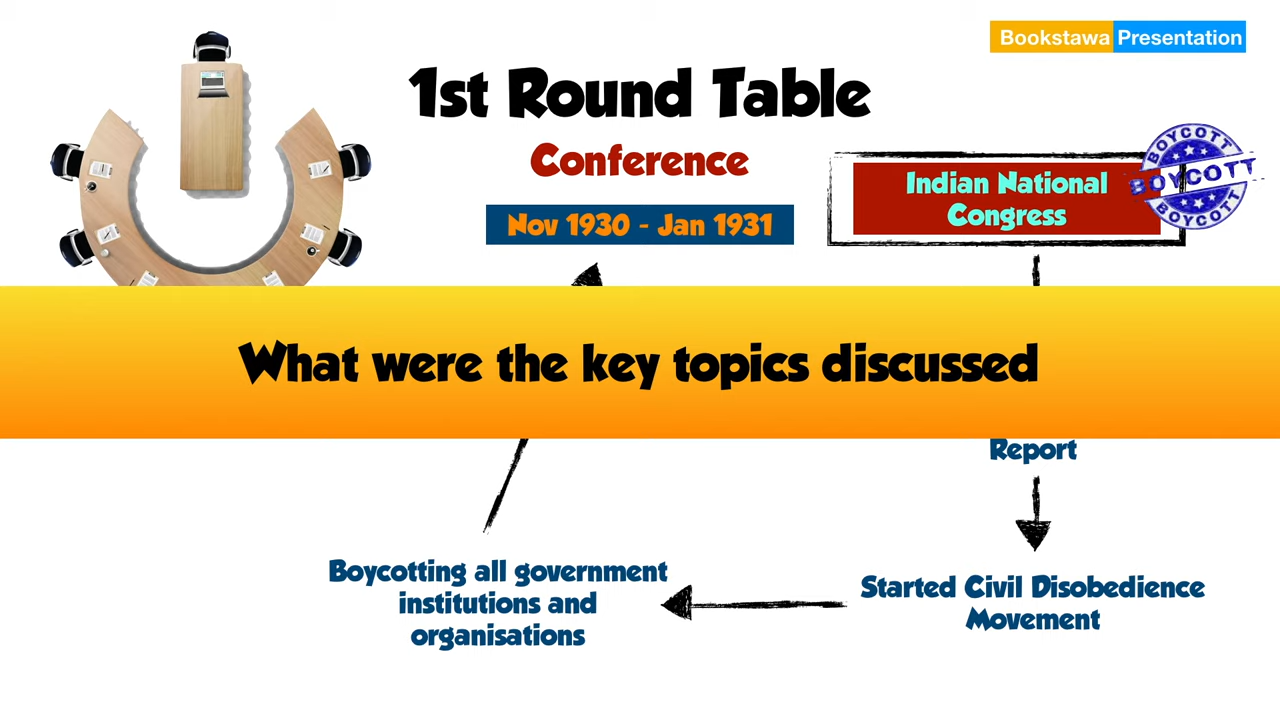 Bookstawa Presentation
1st Round Table
Conference
Nov 1930 - Jan 1931
Indian National
Congress
BOYCOTT
BOYCOTT
BOYCOTT
What were the key topics discussed
Report
Started Civil Disobedience
Movement
Boycotting all government
institutions and
organisations